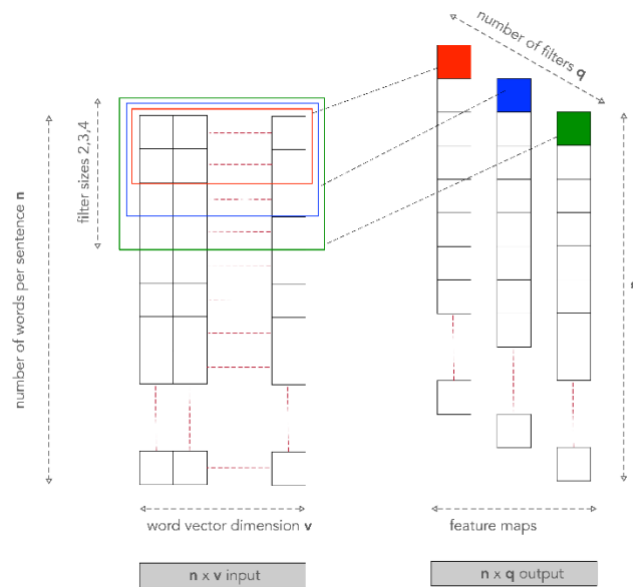 number of filters q
filter sizes 2,3,4
number of words per sentence n
word vector dimension v
feature maps
n x v input
n x q output